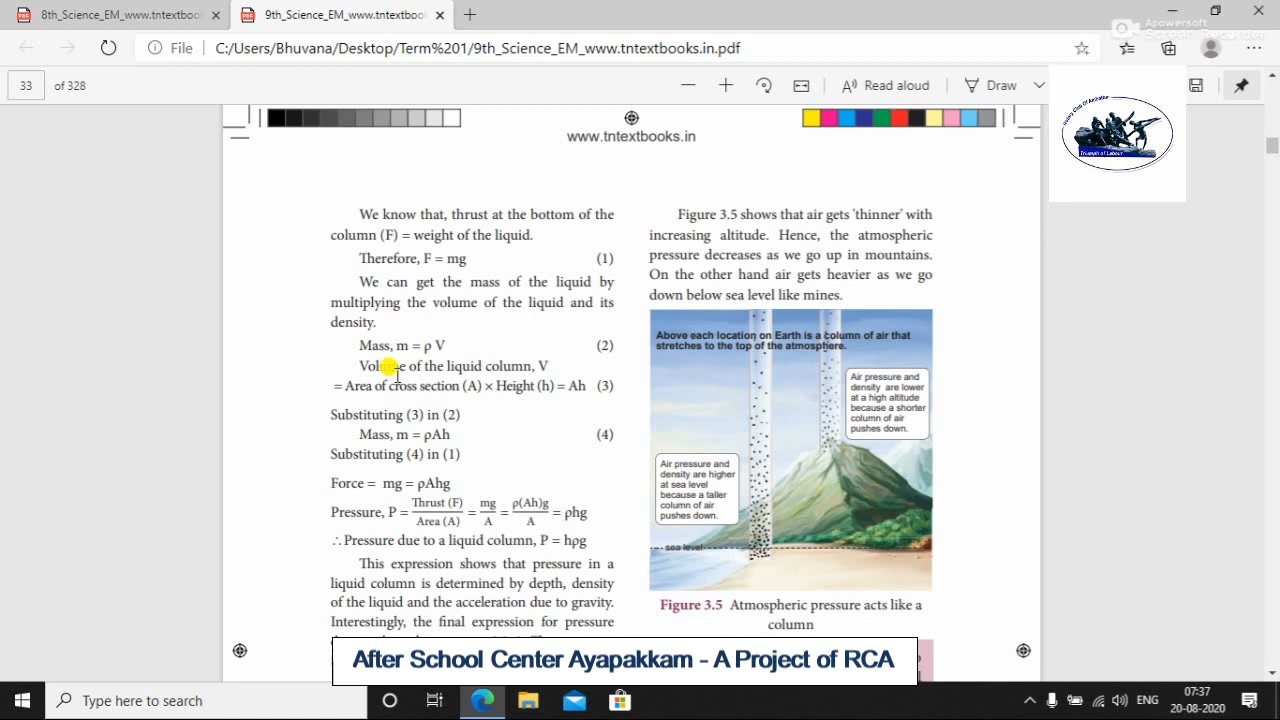 8th_Science_EM_www.tntextboo
9th_Science_EM_www.tntextboo
Apowersoft
Screen Recorder
File
C:/Users/Bhuvana/Desktop/Term%201/9th_Science_EM_www.tntextbooks.in.pdf
33 of 328
Read aloud
Draw
www.tntextbooks.in
Triumph of Labour
We know that, thrust at the bottom of the
column (F) = weight of the liquid.
Therefore, F = mg (1)
We can get the mass of the liquid by
multiplying the volume of the liquid and its
density.
Mass, m = ρ V (2)
Volume of the liquid column, V
= Area of cross section (A) × Height (h) = Ah (3)
Substituting (3) in (2)
Mass, m = ρAh (4)
Substituting (4) in (1)
Force = mg = ρAhg
Pressure, P = Thrust (F)/Area (A) = mg/A = ρ(Ah)g/A = ρhg
∴ Pressure due to a liquid column, P = hρg
This expression shows that pressure in a
liquid column is determined by depth, density
of the liquid and the acceleration due to gravity.
Interestingly, the final expression for pressure
Figure 3.5 shows that air gets 'thinner' with
increasing altitude. Hence, the atmospheric
pressure decreases as we go up in mountains.
On the other hand air gets heavier as we go
down below sea level like mines.
Above each location on Earth is a column of air that
stretches to the top of the atmosphere.
Air pressure and
density are lower
at a high altitude
because a shorter
column of air
pushes down.
Air pressure and
density are higher
at sea level
because a taller
column of air
pushes down.
sea level
Figure 3.5 Atmospheric pressure acts like a
column
After School Center Ayapakkam - A Project of RCA
Type here to search
ENG
07:37
20-08-2020